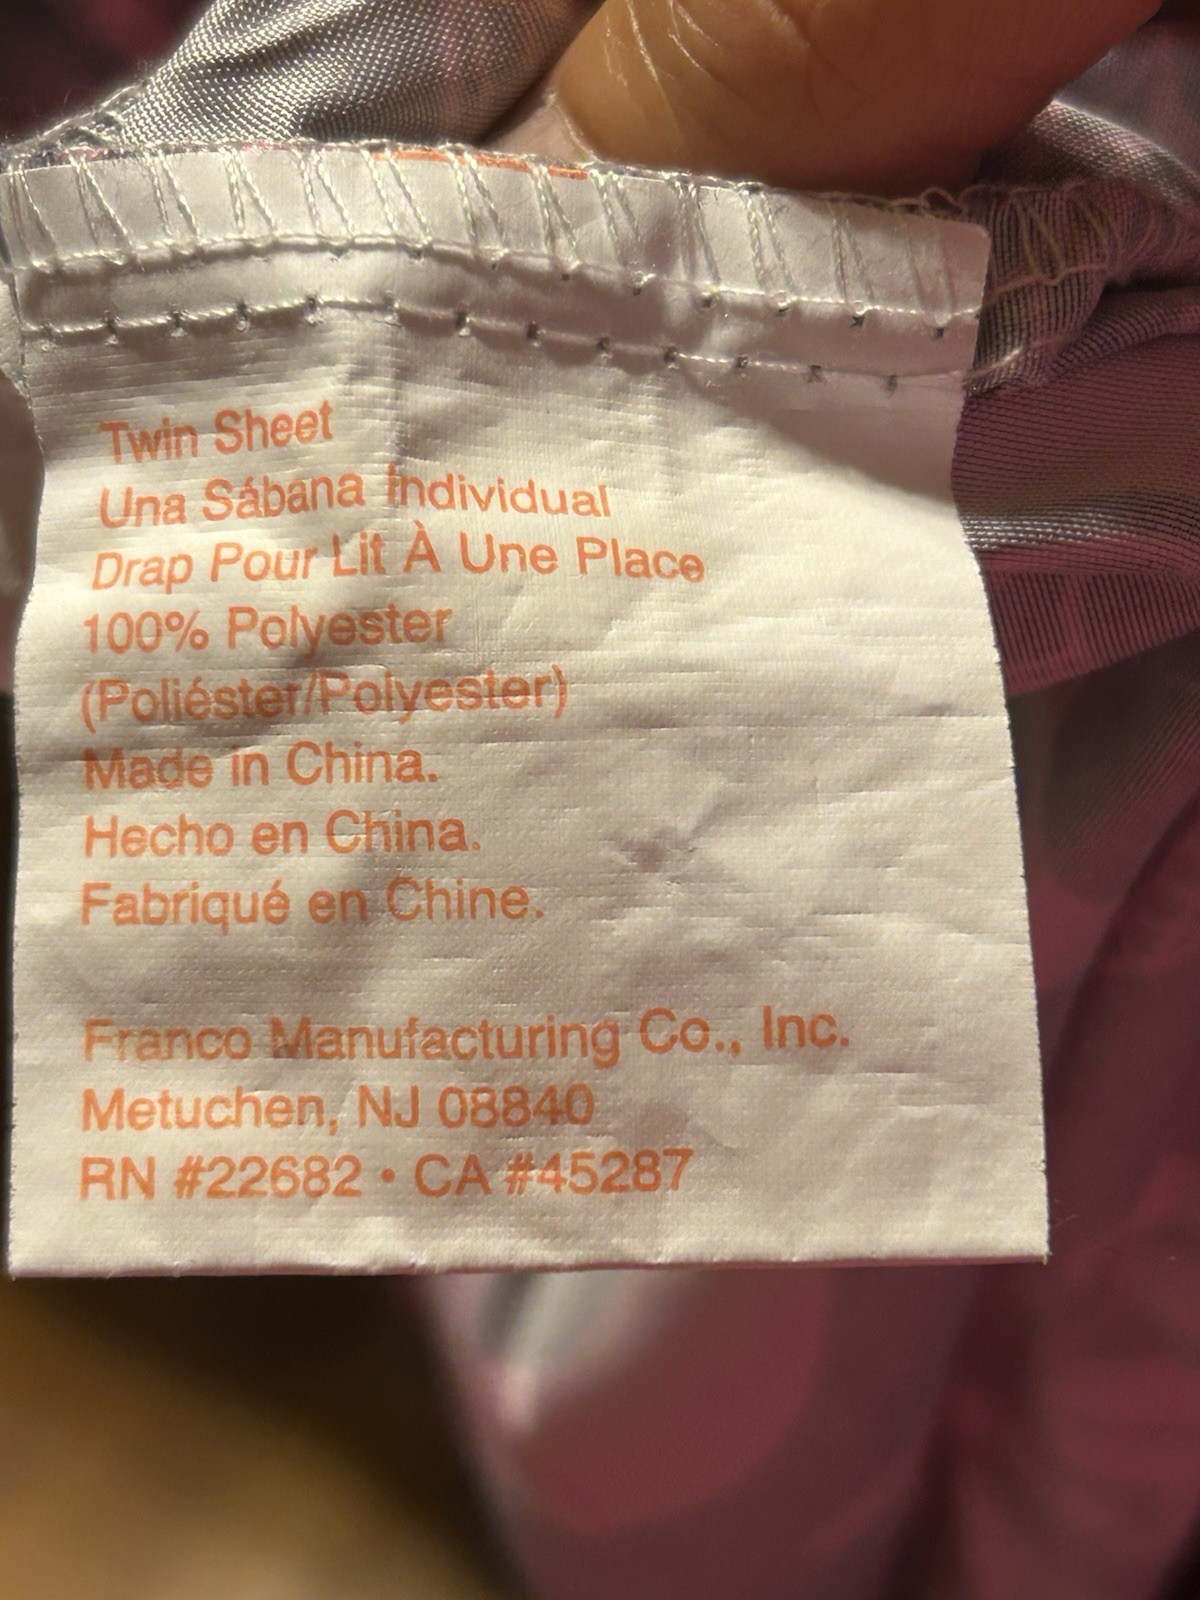 Twin Sheet
Una Sábana Individual
Drap Pour Lit À Une Place
100% Polyester
(Poliéster/Polyester)
Made in China.
Hecho en China.
Fabriqué en Chine.
Franco Manufacturing Co., Inc.
Metuchen, NJ 08840
RN #22682 • CA #45287